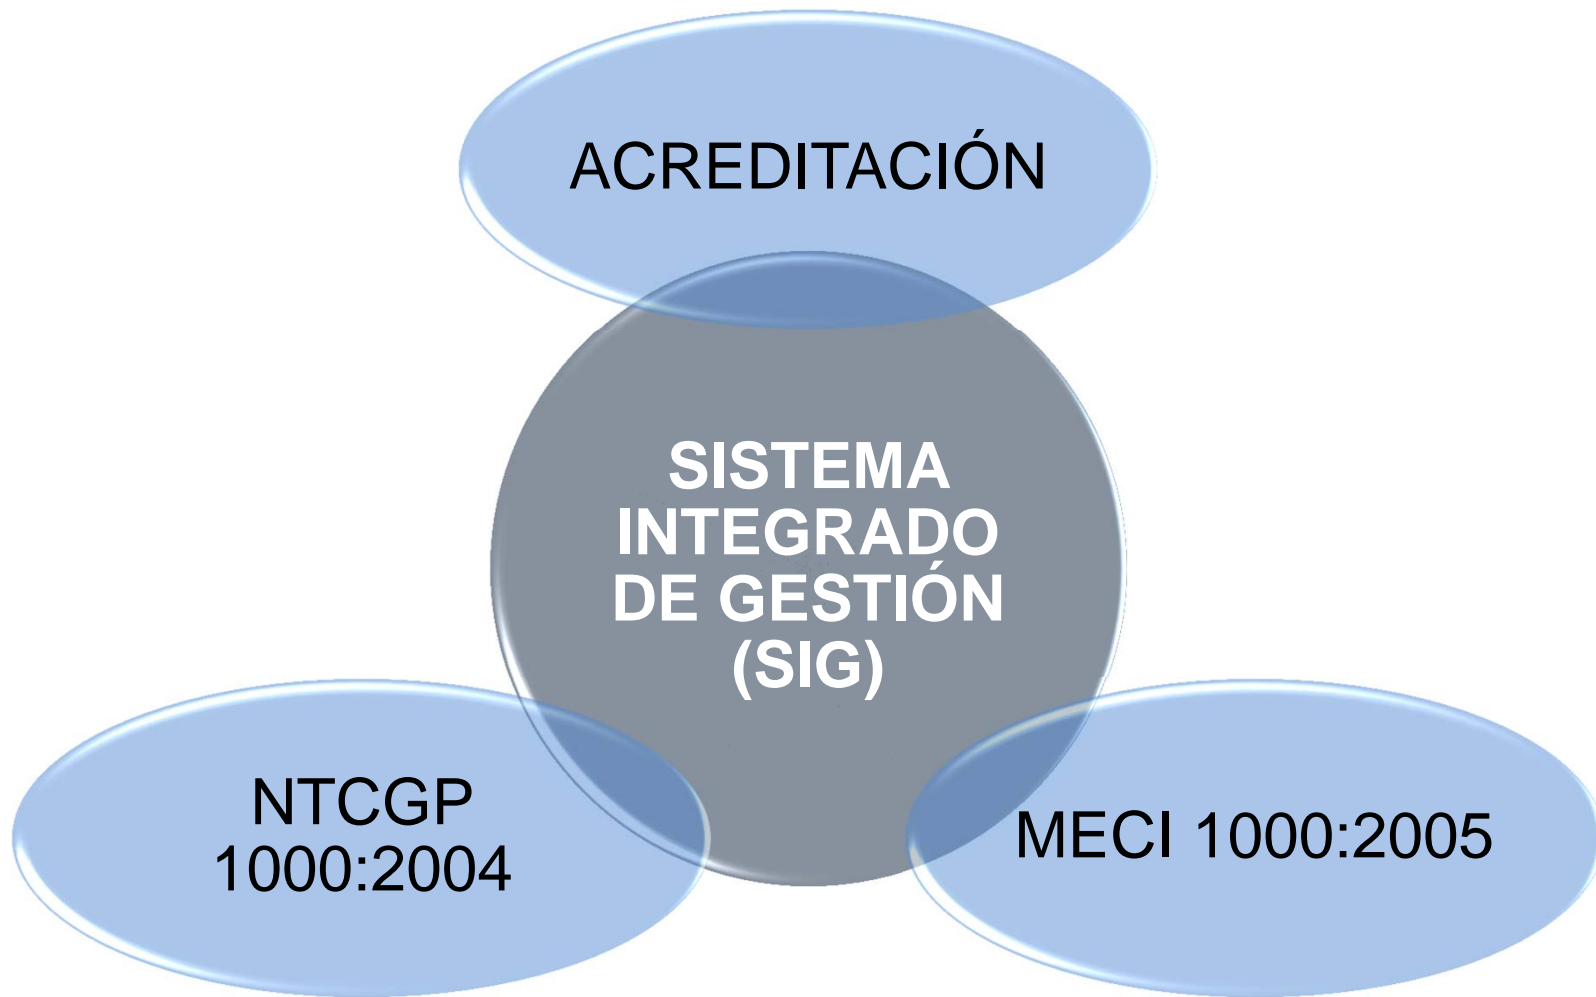 ACREDITACIÓN
SISTEMA
INTEGRADO
DE GESTIÓN
(SIG)
NTCGP
1000:2004
MECI 1000:2005